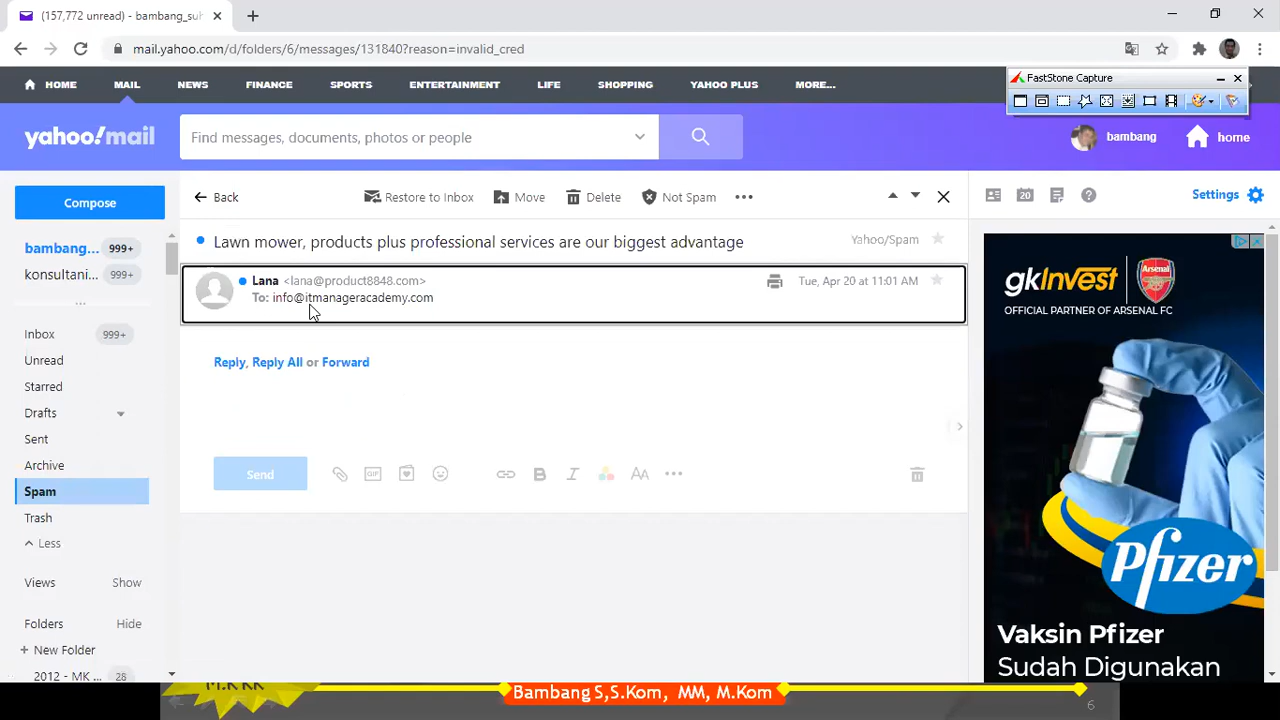 (157,772 unread) - bambang_sul
mail.yahoo.com/d/folders/6/messages/131840?reason=invalid_cred
HOME MAIL NEWS FINANCE SPORTS ENTERTAINMENT LIFE SHOPPING YAHOO PLUS MORE...
FastStone Capture
yahoo!mail
Find messages, documents, photos or people
bambang
home
Compose
Back
Restore to Inbox
Move
Delete
Not Spam
20
Settings
bambang... 999+
konsultani... 999+
...
Inbox 999+
Unread
Starred
Drafts
Sent
Archive
Spam
Trash
Less
Views Show
Folders Hide
+ New Folder
2012 - MK ... 28
Lawn mower, products plus professional services are our biggest advantage
Yahoo/Spam
Lana <lana@product8848.com>
Tue, Apr 20 at 11:01 AM
To: info@itmanageracademy.com
Reply, Reply All or Forward
Send
GIF
B I AA
gkInvest
Arsenal
OFFICIAL PARTNER OF ARSENAL FC
Pfizer
Vaksin Pfizer
Sudah Digunakan
Bambang S,S.Kom, MM, M.Kom
6